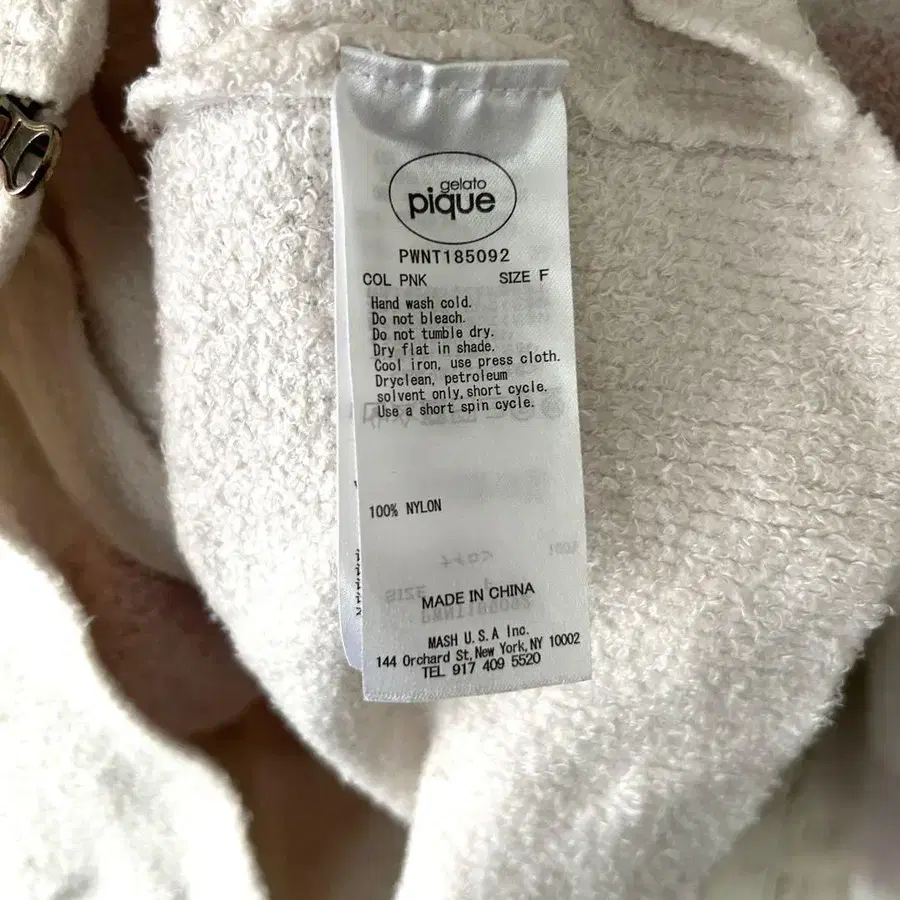 gelato
pique
PWNT185092
COL PNK SIZE F
Hand wash cold.
Do not bleach.
Do not tumble dry.
Dry flat in shade.
Cool iron, use press cloth.
Dryclean, petroleum
solvent only, short cycle.
Use a short spin cycle.
100% NYLON
MADE IN CHINA
MASH U.S.A Inc.
144 Orchard St, New York, NY 10002
TEL 917 409 5520